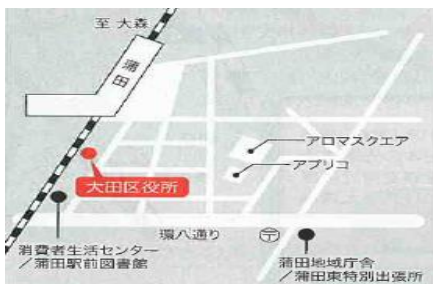 至 大森
蒲田
アロマスクエア
アプリコ
大田区役所
環八通り
〒
消費者生活センター
／蒲田駅前図書館
蒲田地域庁舎
／蒲田東特別出張所